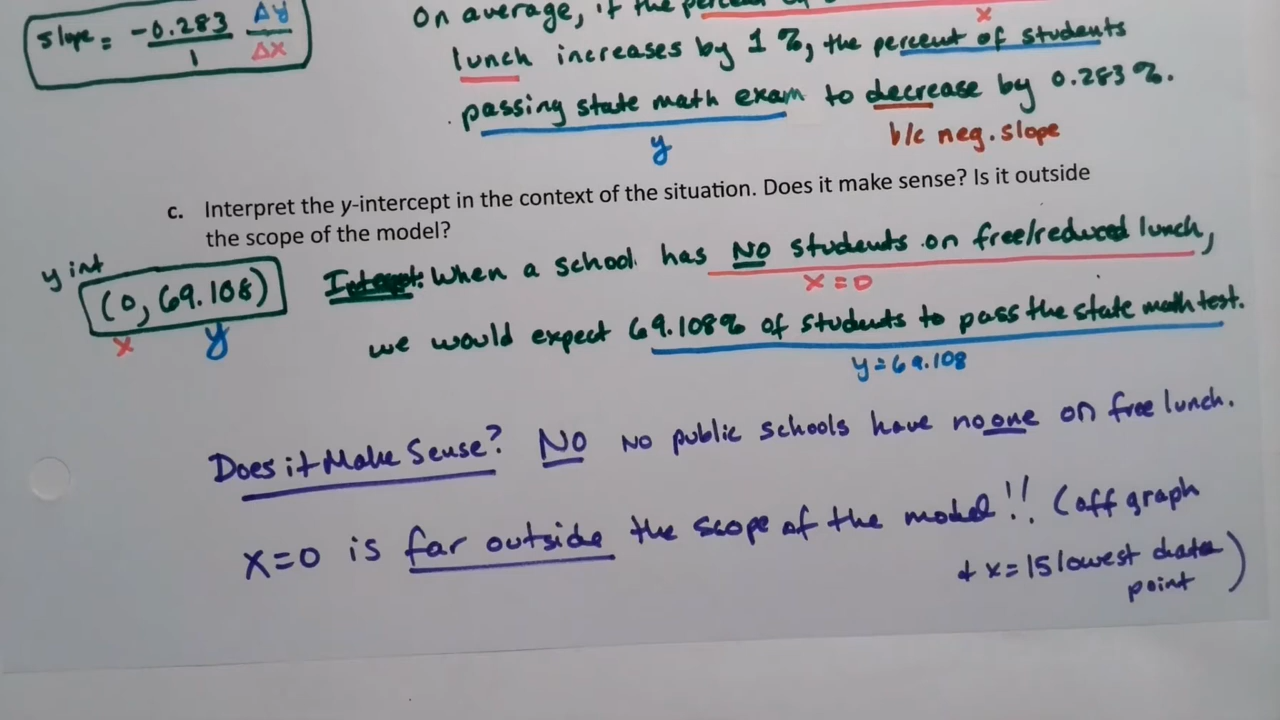 slope = -0.283 Δy
1 Δx
On average, if the percent
x
lunch increases by 1%, the percent of students
passing state math exam to decrease by 0.283%.
y
b/c neg. slope
c. Interpret the y-intercept in the context of the situation. Does it make sense? Is it outside
the scope of the model?
y int
(0, 69.108)
x y
When a school has NO students on free/reduced lunch,
x=0
we would expect 69.108% of students to pass the state math test.
y=69.108
Does it Make Sense? NO No public schools have no one on free lunch.
x=0 is far outside the scope of the model!! (off graph
+ x=15 lowest data
point)